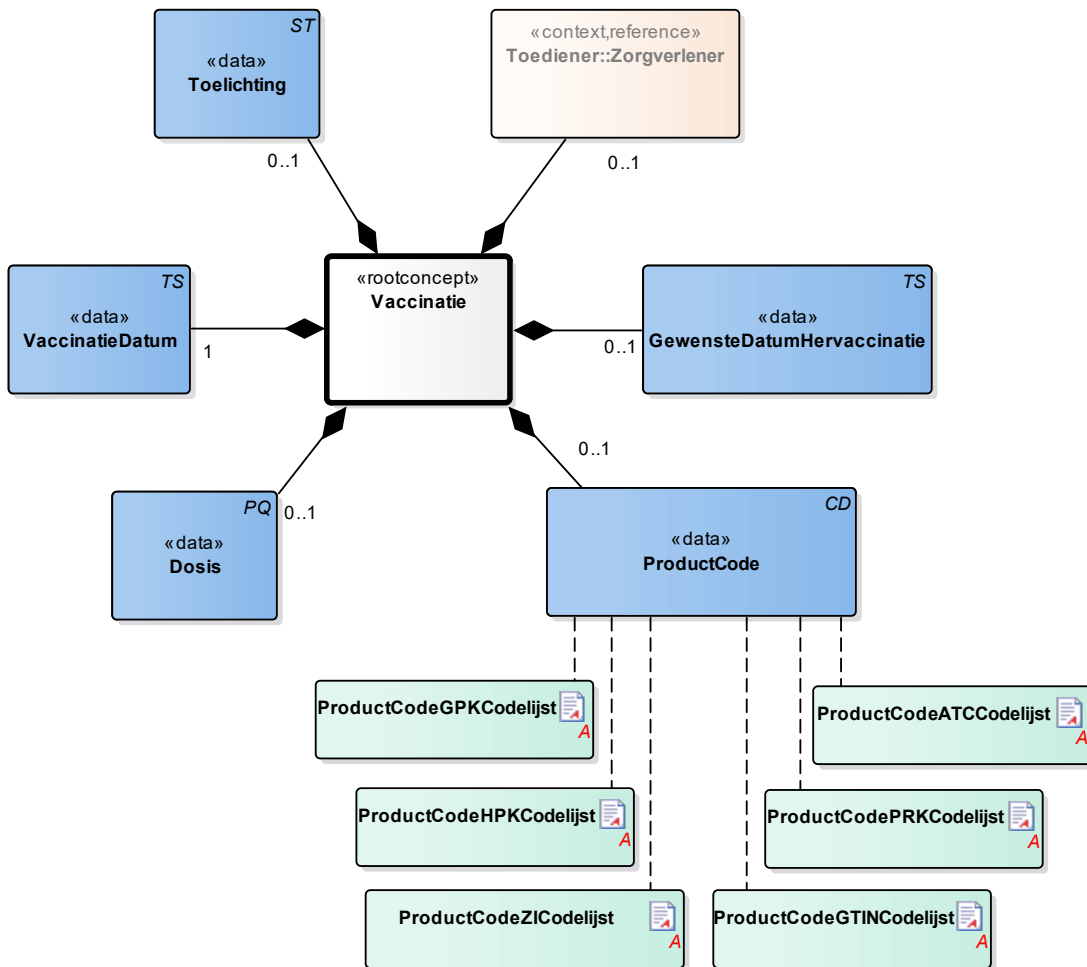 ST
«data»
Toelichting
0..1
«context,reference»
Toediener::Zorgverlener
0..1
TS
«data»
VaccinatieDatum
1
«rootconcept»
Vaccinatie
TS
«data»
GewensteDatumHervaccinatie
0..1
PQ
«data»
Dosis
0..1
0..1
CD
«data»
ProductCode
ProductCodeGPKCodelijst
A
ProductCodeATCCodelijst
A
ProductCodeHPKCodelijst
A
ProductCodePRKCodelijst
A
ProductCodeZICodelijst
A
ProductCodeGTINCodelijst
A